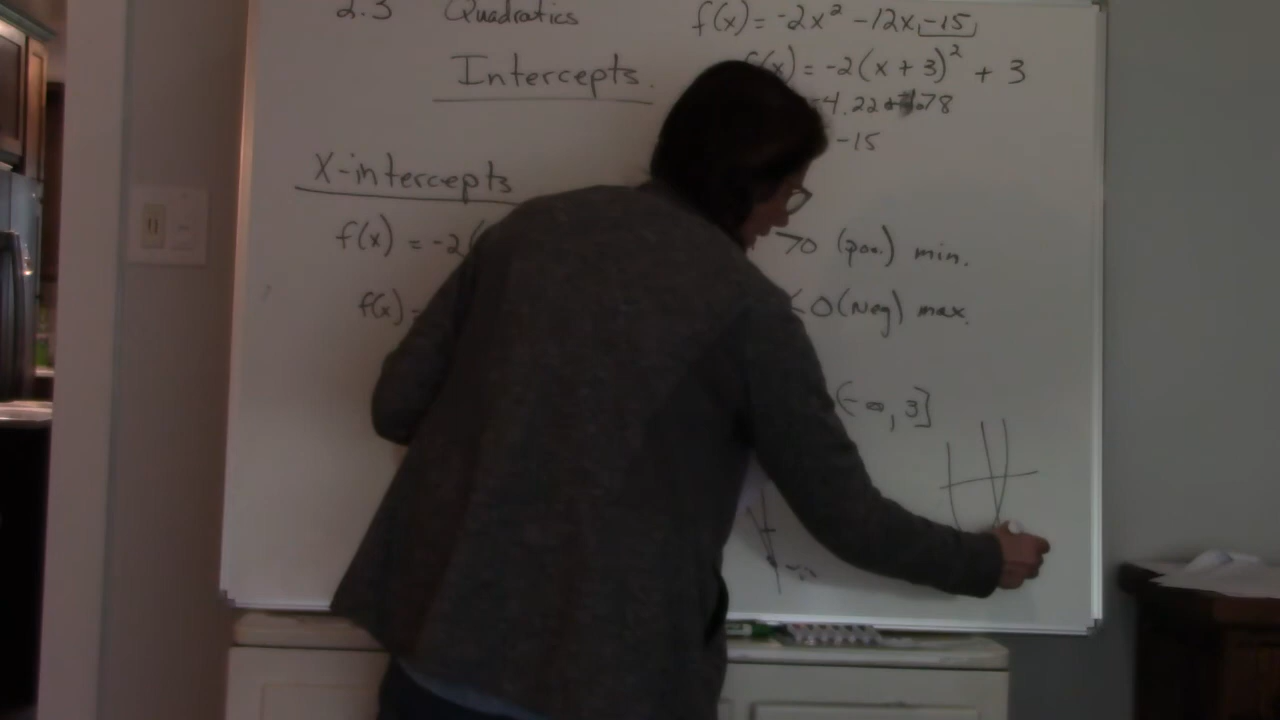 2.3 Quadratics
f(x) = -2x² -12x -15
Intercepts.
f(x) = -2(x + 3)² + 3
-4.22 .78
-15
X-intercepts
f(x) = -2(
>0 (pos.) min.
f(x)
<0 (Neg) max.
(-∞, 3]
min